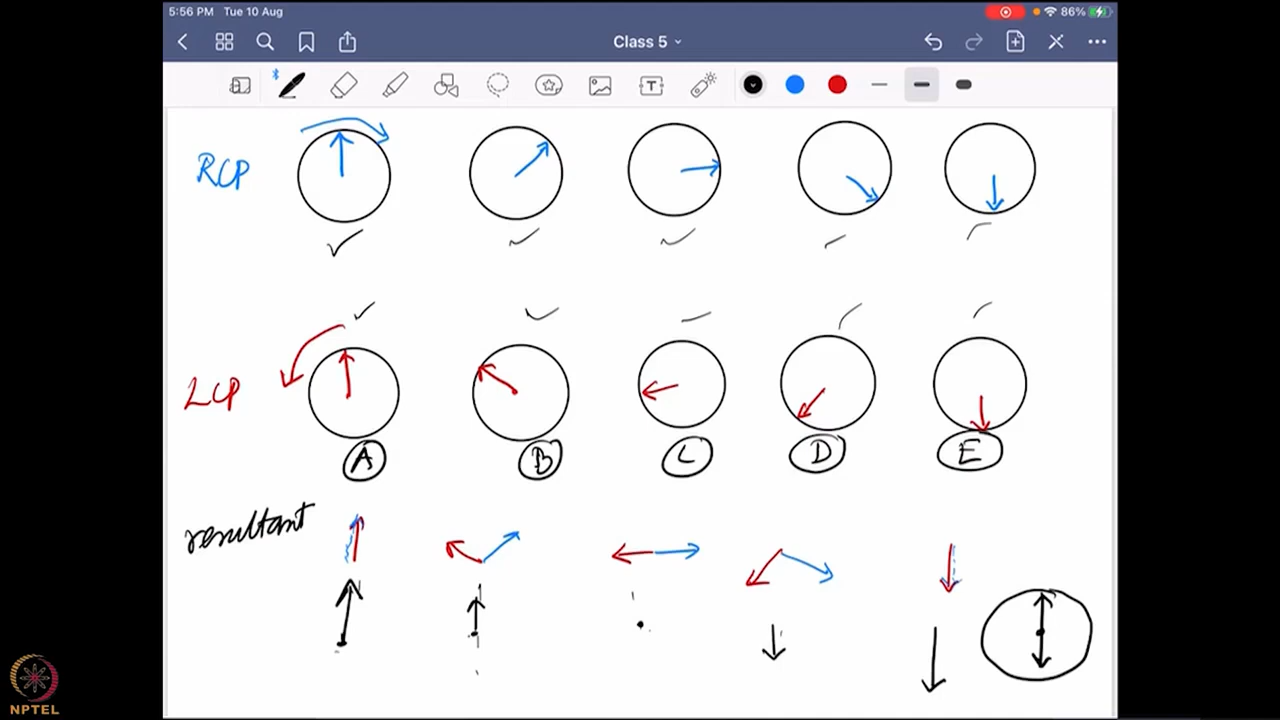 5:56 PM Tue 10 Aug 86%
Class 5
T
RCP
LCP
A B C D E
resultant
NPTEL